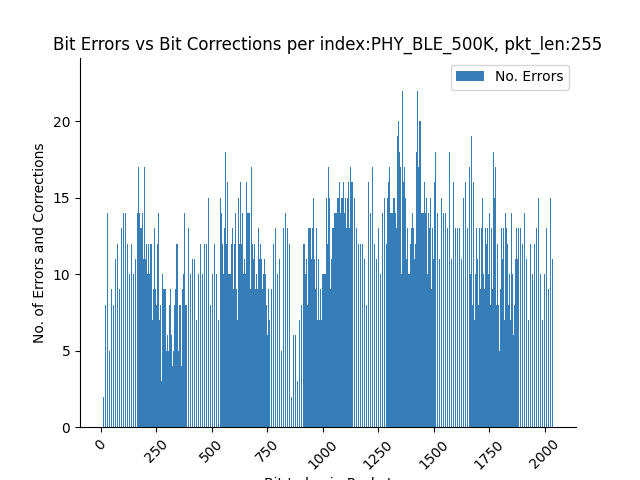 Bit Errors vs Bit Corrections per index:PHY_BLE_500K, pkt_len:255
No. Errors
No. of Errors and Corrections
20
15
10
5
0
0 250 500 750 1000 1250 1500 1750 2000